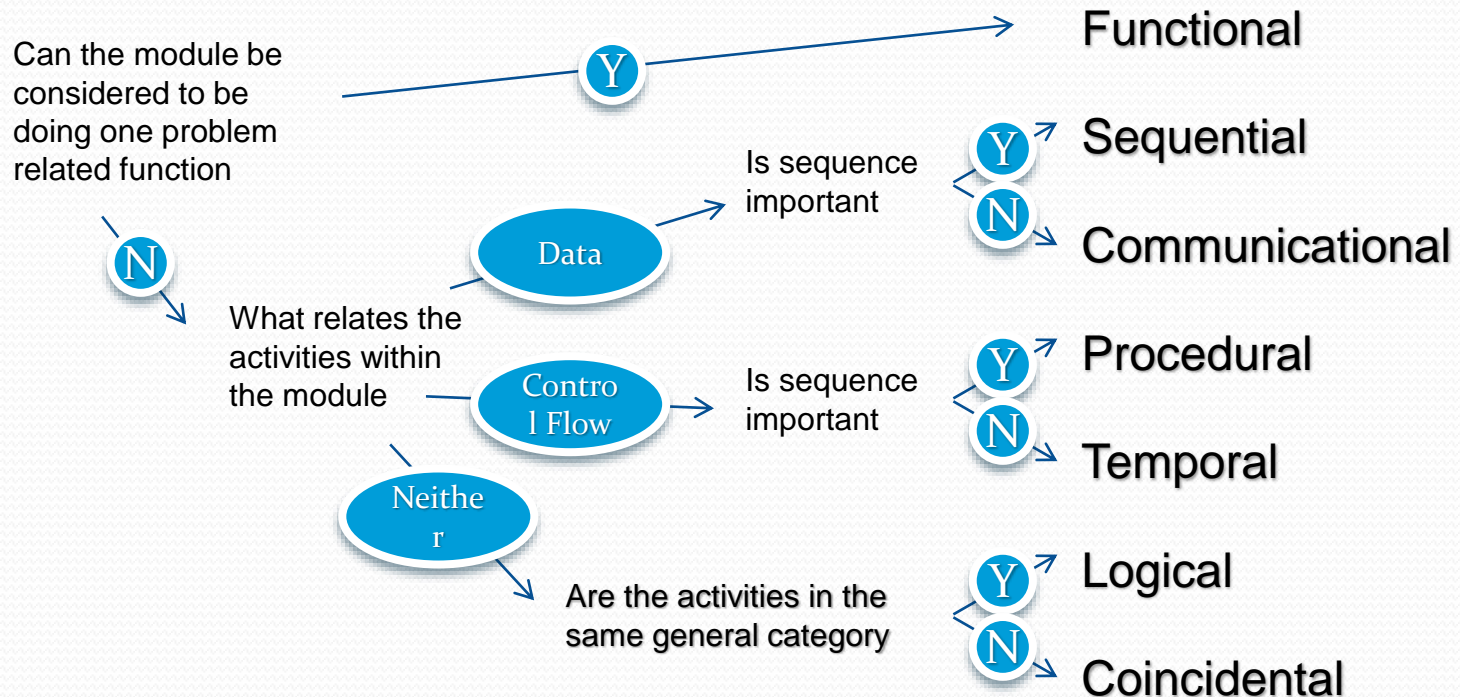 Can the module be
considered to be
doing one problem
related function
Y
Functional
N
What relates the
activities within
the module
Data
Is sequence
important
Y
Sequential
N
Communicational
Contro
l Flow
Is sequence
important
Y
Procedural
N
Temporal
Neithe
r
Are the activities in the
same general category
Y
Logical
N
Coincidental